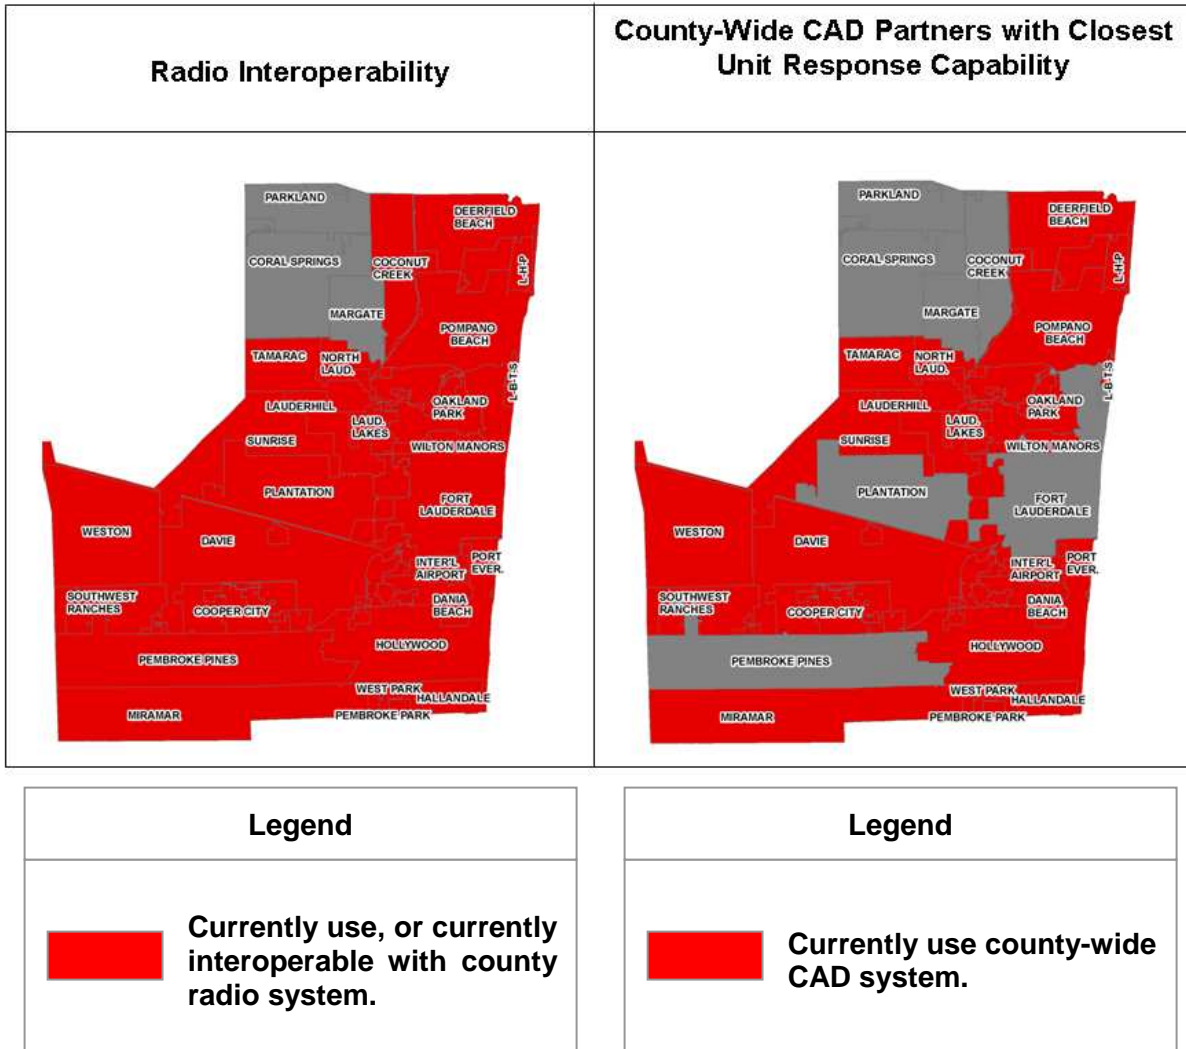 Radio Interoperability
County-Wide CAD Partners with Closest
Unit Response Capability
PARKLAND
DEERFIELD
BEACH
CORAL SPRINGS
COCONUT
CREEK
L-H-P
MARGATE
POMPANO
BEACH
TAMARAC
NORTH
LAUD.
L-B-T-S
LAUDERHILL
OAKLAND
PARK
LAUD.
LAKES
SUNRISE
WILTON MANORS
PLANTATION
FORT
LAUDERDALE
WESTON
DAVIE
INTER'L
AIRPORT
PORT
EVER.
SOUTHWEST
RANCHES
COOPER CITY
DANIA
BEACH
HOLLYWOOD
PEMBROKE PINES
WEST PARK
HALLANDALE
MIRAMAR
PEMBROKE PARK
PARKLAND
DEERFIELD
BEACH
CORAL SPRINGS
COCONUT
CREEK
L-H-P
MARGATE
POMPANO
BEACH
TAMARAC
NORTH
LAUD.
L-B-T-S
LAUDERHILL
OAKLAND
PARK
LAUD.
LAKES
SUNRISE
WILTON MANORS
PLANTATION
FORT
LAUDERDALE
WESTON
DAVIE
INTER'L
AIRPORT
PORT
EVER.
SOUTHWEST
RANCHES
COOPER CITY
DANIA
BEACH
HOLLYWOOD
PEMBROKE PINES
WEST PARK
HALLANDALE
MIRAMAR
PEMBROKE PARK
Legend
Currently use, or currently
interoperable with county
radio system.
Legend
Currently use county-wide
CAD system.